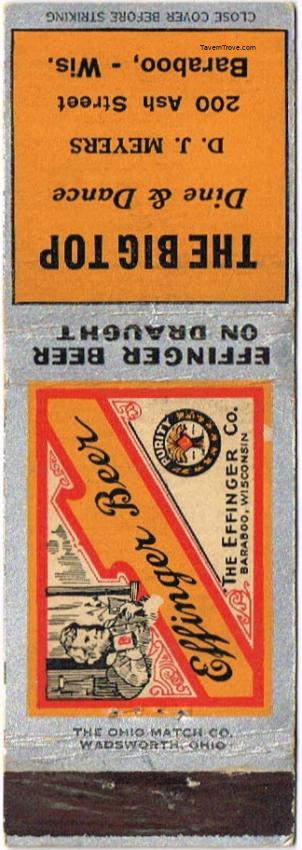 CLOSE COVER BEFORE STRIKING
TavernTrove.com
THE BIG TOP
Dine & Dance
D. J. MEYERS
200 Ash Street
Baraboo, - Wis.
EFFINGER BEER
ON DRAUGHT
Effinger Beer
PURITY
THE EFFINGER CO.
BARABOO, WISCONSIN
THE OHIO MATCH CO.
WADSWORTH, OHIO